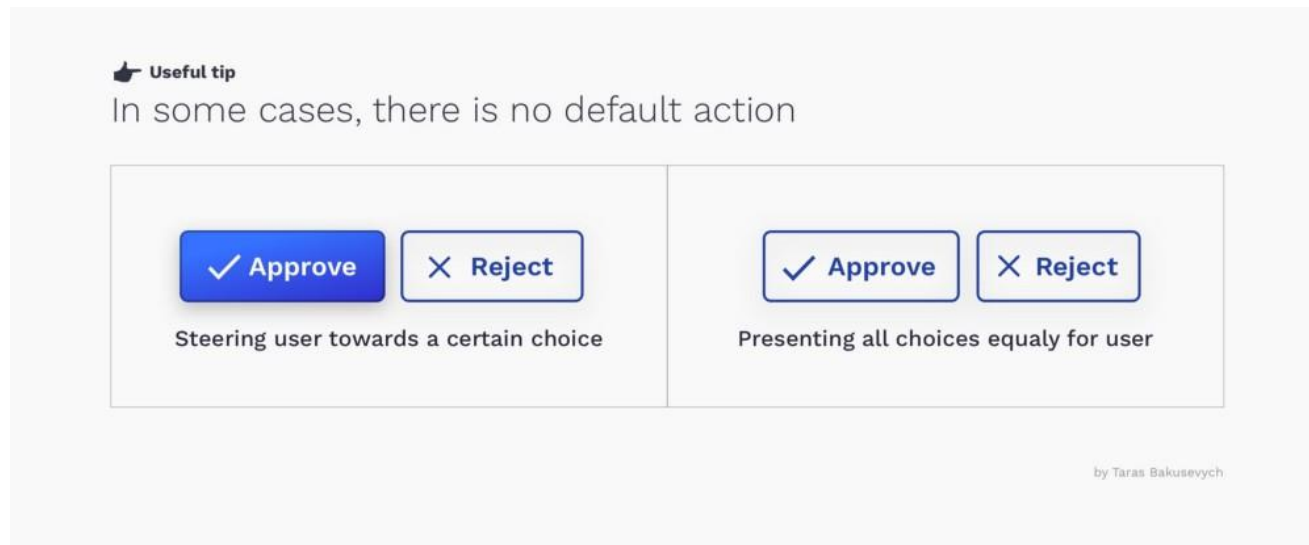 Useful tip
In some cases, there is no default action
Approve
Reject
Steering user towards a certain choice
Approve
Reject
Presenting all choices equaly for user
by Taras Bakusevych